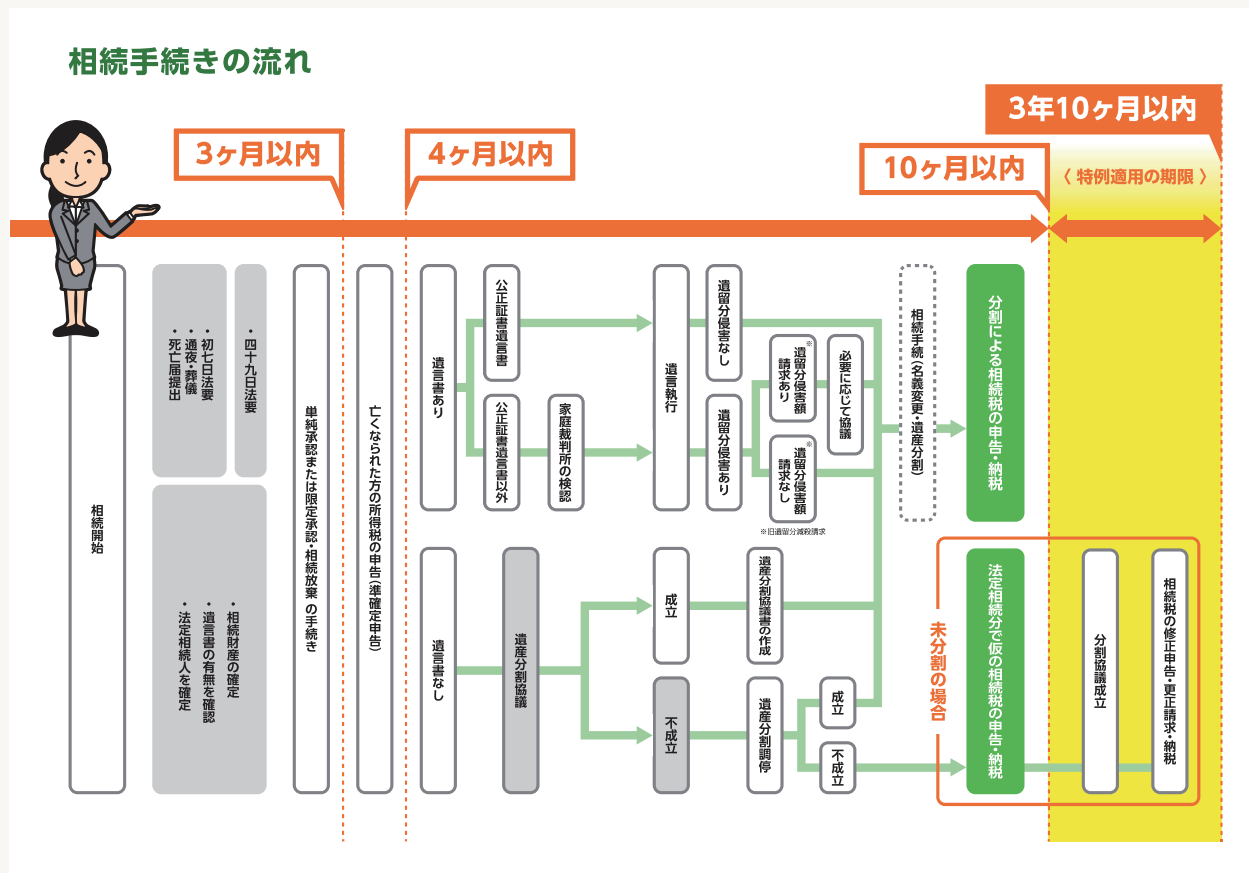 相続手続きの流れ
3ヶ月以内
4ヶ月以内
10ヶ月以内
3年10ヶ月以内
〈 特例適用の期限 〉
相続開始
・死亡届提出
・通夜・葬儀
・初七日法要
・四十九日法要
・法定相続人を確定
・遺言書の有無を確認
・相続財産の確定
単純承認または限定承認・相続放棄 の手続き
亡くなられた方の所得税の申告（準確定申告）
遺言書あり
公正証書遺言書
公正証書遺言書以外
家庭裁判所の検認
遺言執行
遺留分侵害なし
遺留分侵害あり
※
遺留分侵害額
請求あり
※
遺留分侵害額
請求なし
※旧遺留分減殺請求
必要に応じて協議
相続手続（名義変更・遺産分割）
分割による相続税の申告・納税
遺言書なし
遺産分割協議
成立
不成立
遺産分割協議書の作成
遺産分割調停
成立
不成立
未分割の場合
法定相続分で仮の相続税の申告・納税
分割協議成立
相続税の修正申告・更正請求・納税